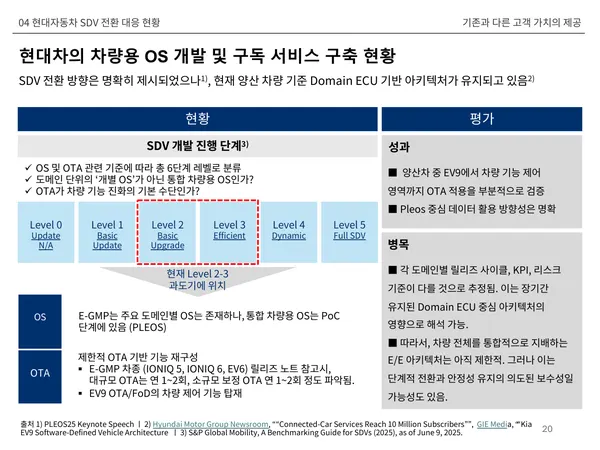 04 현대자동차 SDV 전환 대응 현황
기존과 다른 고객 가치의 제공
현대차의 차량용 OS 개발 및 구독 서비스 구축 현황
SDV 전환 방향은 명확히 제시되었으나1), 현재 양산 차량 기준 Domain ECU 기반 아키텍처가 유지되고 있음2)
현황
SDV 개발 진행 단계3)
✓ OS 및 OTA 관련 기준에 따라 총 6단계 레벨로 분류
✓ 도메인 단위의 ‘개별 OS’가 아닌 통합 차량용 OS인가?
✓ OTA가 차량 기능 진화의 기본 수단인가?
Level 0
Update
N/A
Level 1
Basic
Update
Level 2
Basic
Upgrade
Level 3
Efficient
Level 4
Dynamic
Level 5
Full SDV
현재 Level 2-3
과도기에 위치
OS
E-GMP는 주요 도메인별 OS는 존재하나, 통합 차량용 OS는 PoC
단계에 있음 (PLEOS)
OTA
제한적 OTA 기반 기능 재구성
▪ E-GMP 차종 (IONIQ 5, IONIQ 6, EV6) 릴리즈 노트 참고시,
대규모 OTA는 연 1~2회, 소규모 보정 OTA 연 1~2회 정도 파악됨.
▪ EV9 OTA/FoD의 차량 제어 기능 탑재
평가
성과
■ 양산차 중 EV9에서 차량 기능 제어
영역까지 OTA 적용을 부분적으로 검증
■ Pleos 중심 데이터 활용 방향성은 명확
병목
■ 각 도메인별 릴리즈 사이클, KPI, 리스크
기준이 다를 것으로 추정됨. 이는 장기간
유지된 Domain ECU 중심 아키텍처의
영향으로 해석 가능.
■ 따라서, 차량 전체를 통합적으로 지배하는
E/E 아키텍처는 아직 제한적. 그러나 이는
단계적 전환과 안정성 유지의 의도된 보수성일
가능성도 있음.
출처 1) PLEOS25 Keynote Speech ㅣ 2) Hyundai Motor Group Newsroom, ““Connected-Car Services Reach 10 Million Subscribers””, GIE Media, ““Kia
EV9 Software-Defined Vehicle Architecture ㅣ 3) S&P Global Mobility, A Benchmarking Guide for SDVs (2025), as of June 9, 2025.
20